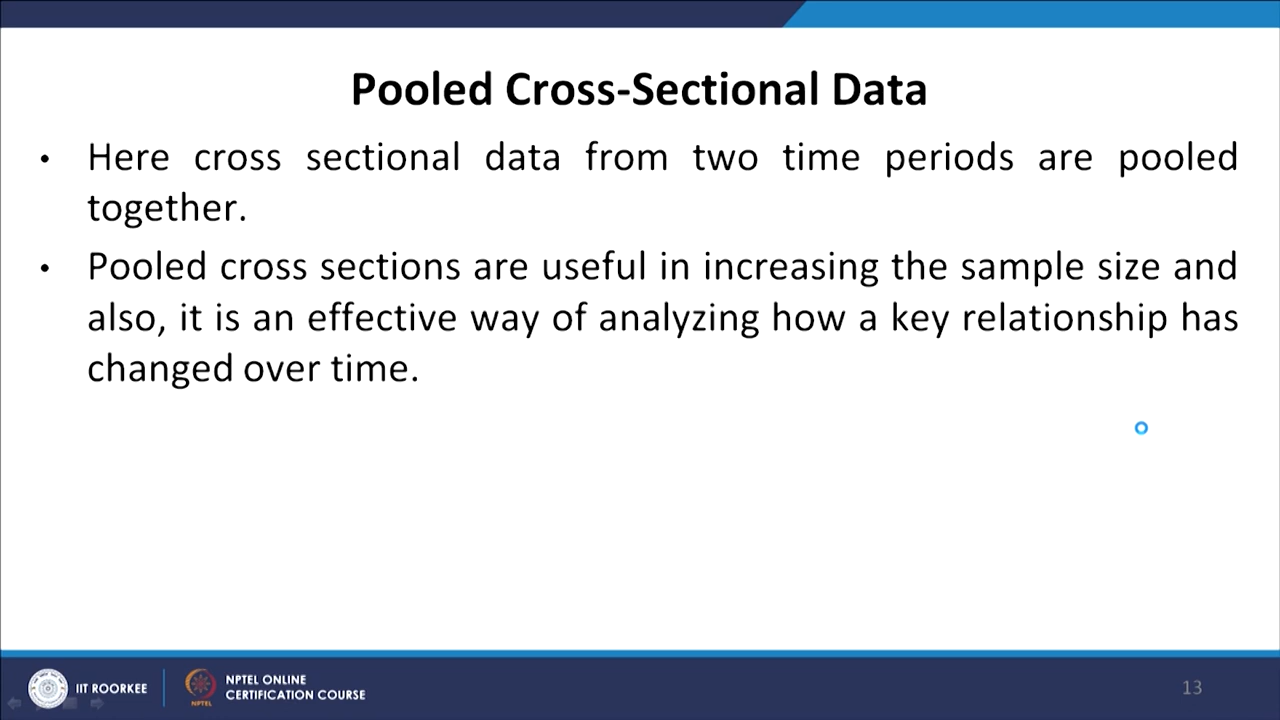 Pooled Cross-Sectional Data
• Here cross sectional data from two time periods are pooled
together.
• Pooled cross sections are useful in increasing the sample size and
also, it is an effective way of analyzing how a key relationship has
changed over time.
IIT ROORKEE
NPTEL
NPTEL ONLINE
CERTIFICATION COURSE
13